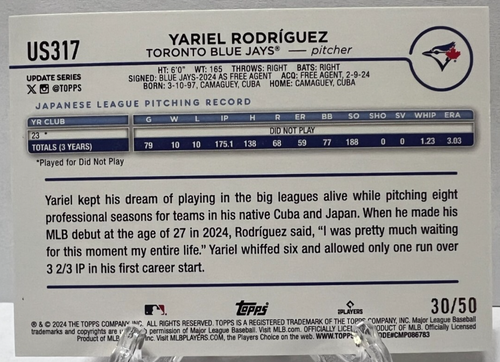 US317
YARIEL RODRÍGUEZ
TORONTO BLUE JAYS® — pitcher
UPDATE SERIES
@TOPPS
HT: 6'0" WT: 165 THROWS: RIGHT BATS: RIGHT
SIGNED: BLUE JAYS-2024 AS FREE AGENT ACQ: FREE AGENT, 2-9-24
BORN: 3-10-97, CAMAGUEY, CUBA HOME: CAMAGUEY, CUBA
JAPANESE LEAGUE PITCHING RECORD
YR CLUB G W L IP H R ER BB SO SHO SV WHIP ERA
23 * DID NOT PLAY
TOTALS (3 YEARS) 79 10 10 175.1 138 68 59 77 188 0 0 1.23 3.03
*Played for Did Not Play
Yariel kept his dream of playing in the big leagues alive while pitching eight
professional seasons for teams in his native Cuba and Japan. When he made his
MLB debut at the age of 27 in 2024, Rodríguez said, “I was pretty much waiting
for this moment my entire life.” Yariel whiffed six and allowed only one run over
3 2/3 IP in his first career start.
Topps
PLAYERS
30/50
® & © 2024 THE TOPPS COMPANY, INC. ALL RIGHTS RESERVED. TOPPS IS A REGISTERED TRADEMARK OF THE TOPPS COMPANY, INC. Major League Baseball
trademarks and copyrights are used with permission of Major League Baseball. Visit MLB.com. OFFICIALLY LICENSED PRODUCT OF MLB Officially Licensed
Product of MLB Visit MLBPLAYERS.COM, the Players Choice on the web. WWW.TOPPS CODE#CMP086783